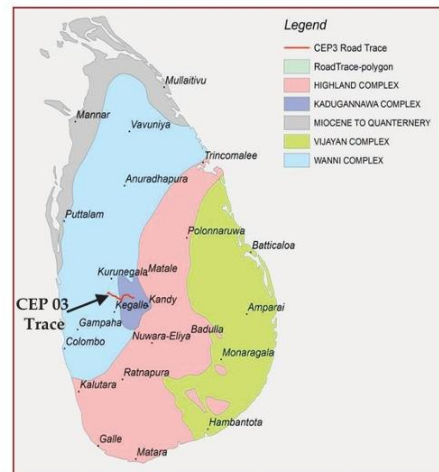 Legend
CEP3 Road Trace
RoadTrace-polygon
HIGHLAND COMPLEX
KADUGANNAWA COMPLEX
MIOCENE TO QUANTERNERY
VIJAYAN COMPLEX
WANNI COMPLEX
Mullaitivu
Mannar
Vavuniya
Trincomalee
Anuradhapura
Puttalam
Polonnaruwa
Batticaloa
Kurunegala
Matale
CEP 03
Trace
Kegalle
Kandy
Gampaha
Amparai
Colombo
Nuwara-Eliya
Badulla
Monaragala
Kalutara
Ratnapura
Hambantota
Galle
Matara